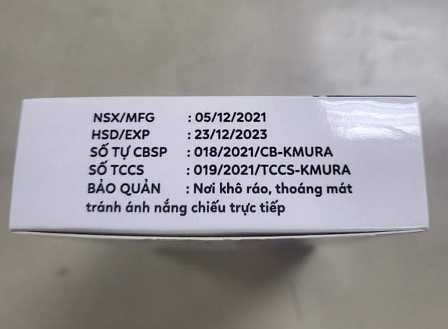 NSX/MFG : 05/12/2021
HSD/EXP : 23/12/2023
SỐ TỰ CBSP : 018/2021/CB-KMURA
SỐ TCCS : 019/2021/TCCS-KMURA
BẢO QUẢN : Nơi khô ráo, thoáng mát
tránh ánh nắng chiếu trực tiếp